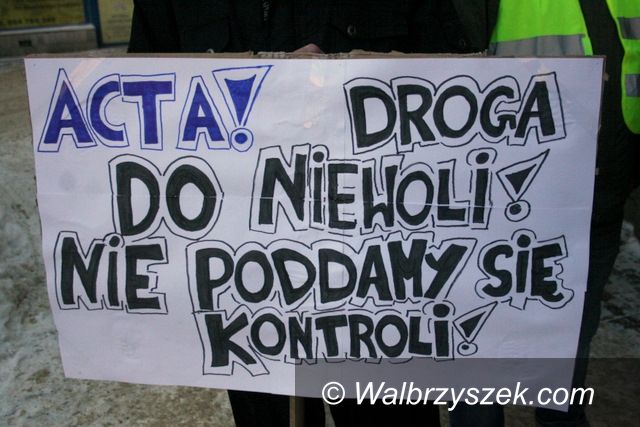 ACTA! DROGA
DO NIEWOLI!
NIE PODDAMY SIĘ
KONTROLI!
© Walbrzyszek.com